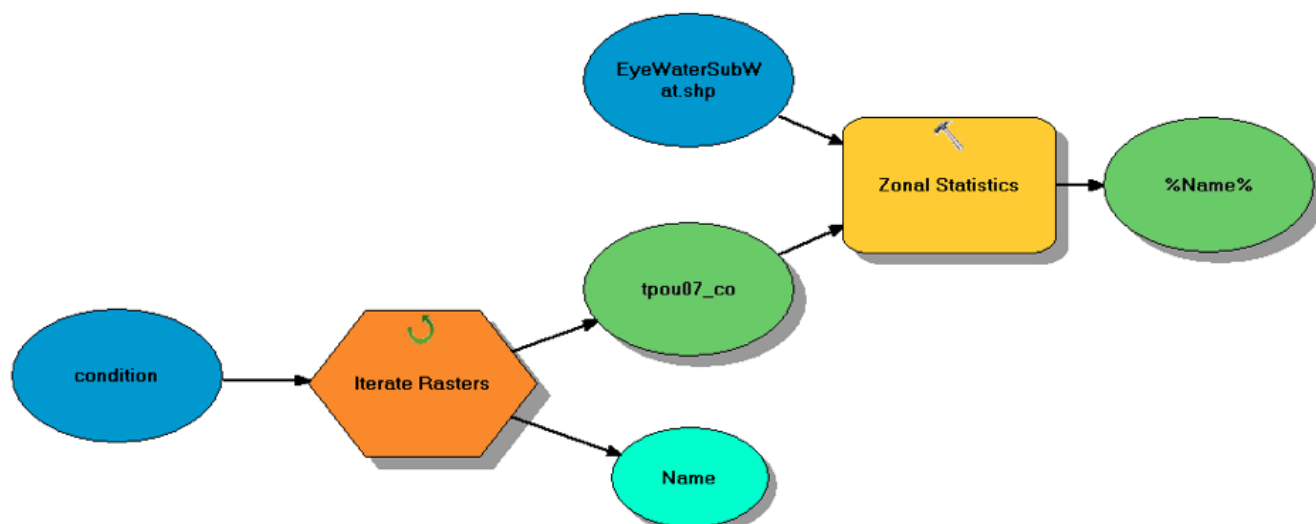 EyeWaterSubW
at.shp
Zonal Statistics
%Name%
tpou07_co
condition
Iterate Rasters
Name